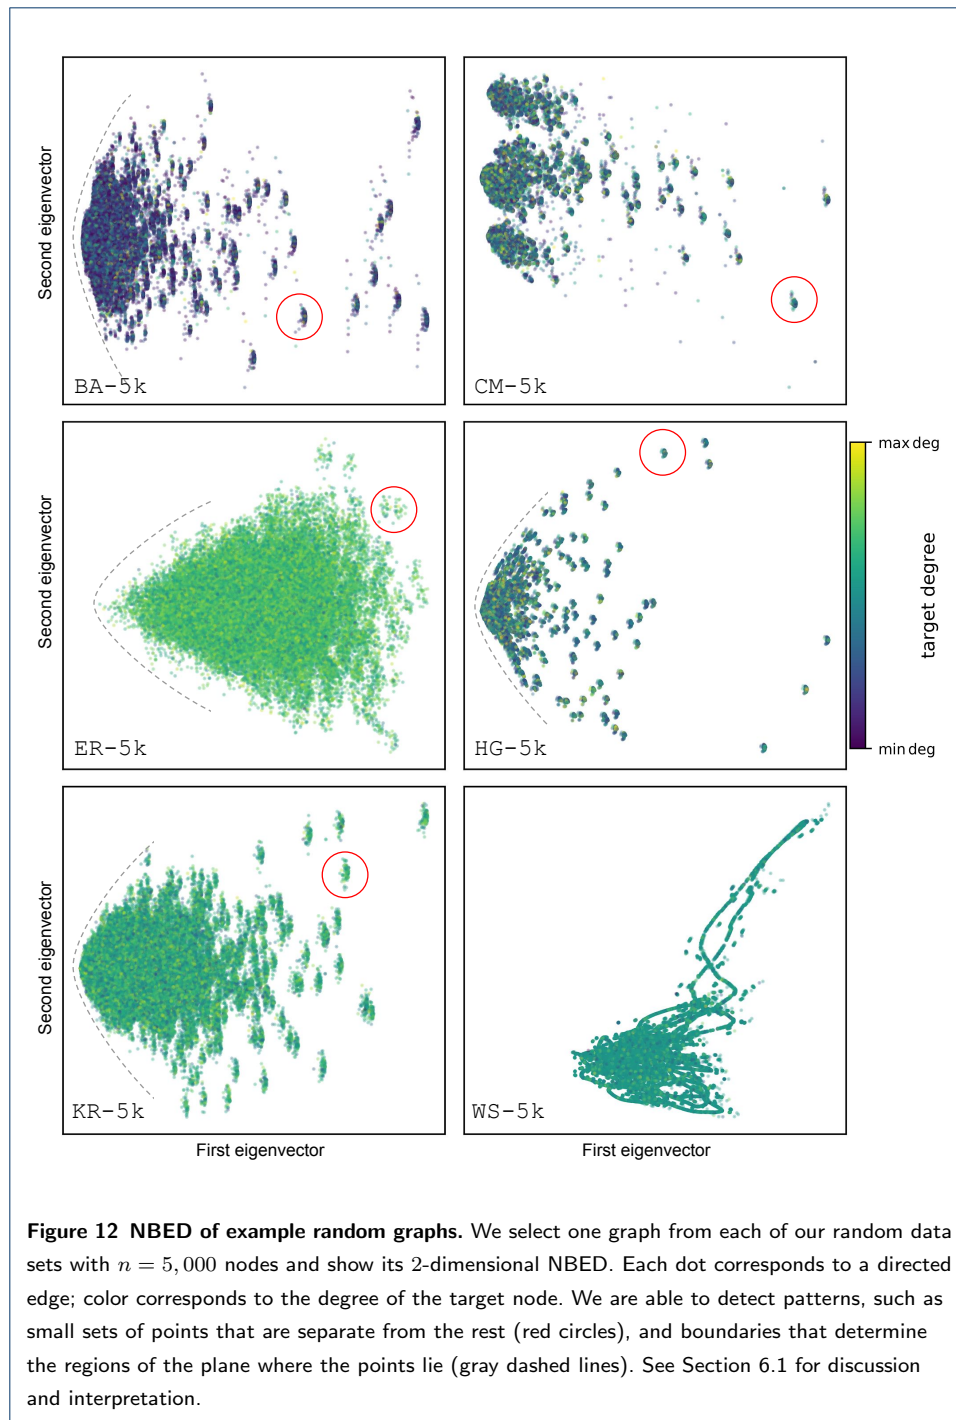 Second eigenvector
BA-5k
CM-5k
Second eigenvector
ER-5k
HG-5k
max deg
target degree
min deg
Second eigenvector
KR-5k
WS-5k
First eigenvector
First eigenvector
Figure 12 NBED of example random graphs. We select one graph from each of our random data
sets with n = 5, 000 nodes and show its 2-dimensional NBED. Each dot corresponds to a directed
edge; color corresponds to the degree of the target node. We are able to detect patterns, such as
small sets of points that are separate from the rest (red circles), and boundaries that determine
the regions of the plane where the points lie (gray dashed lines). See Section 6.1 for discussion
and interpretation.